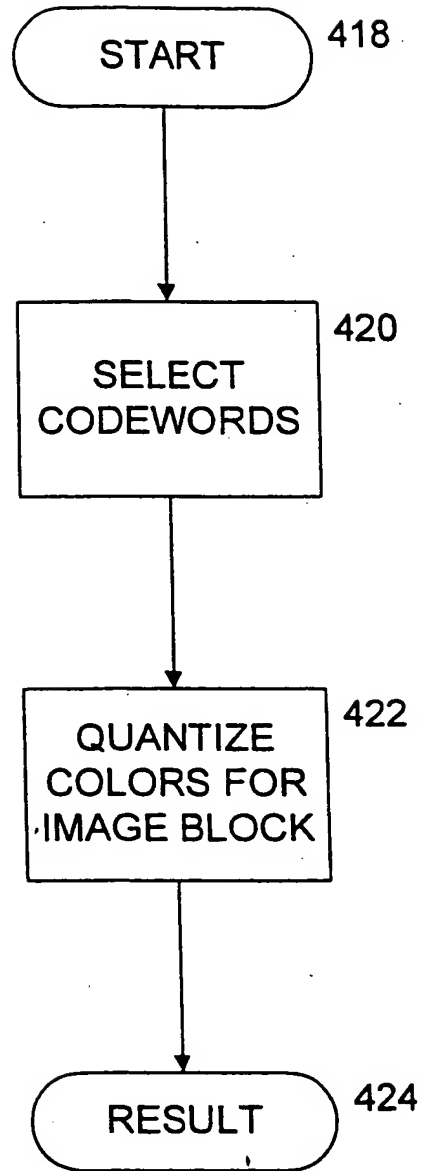 START
418
SELECT
CODEWORDS
420
QUANTIZE
COLORS FOR
IMAGE BLOCK
422
RESULT
424